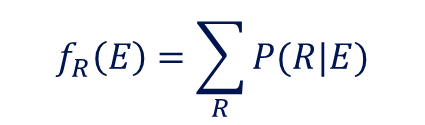 f_R(E) = ∑_R P(R|E)